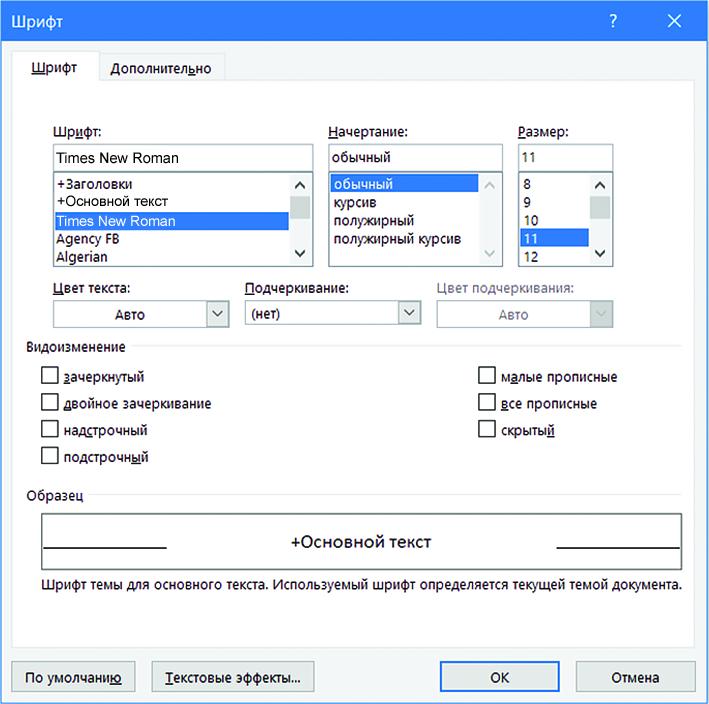 Шрифт ?
Шрифт Дополнительно
Шрифт: Начертание: Размер:
Times New Roman обычный 11
+Заголовки обычный 8
+Основной текст курсив 9
Times New Roman полужирный 10
Agency FB полужирный курсив 11
Algerian 12
Цвет текста: Подчеркивание: Цвет подчеркивания:
Авто (нет) Авто
Видоизменение
зачеркнутый малые прописные
двойное зачеркивание все прописные
надстрочный скрытый
подстрочный
Образец
+Основной текст
Шрифт темы для основного текста. Используемый шрифт определяется текущей темой документа.
По умолчанию Текстовые эффекты... ОК Отмена